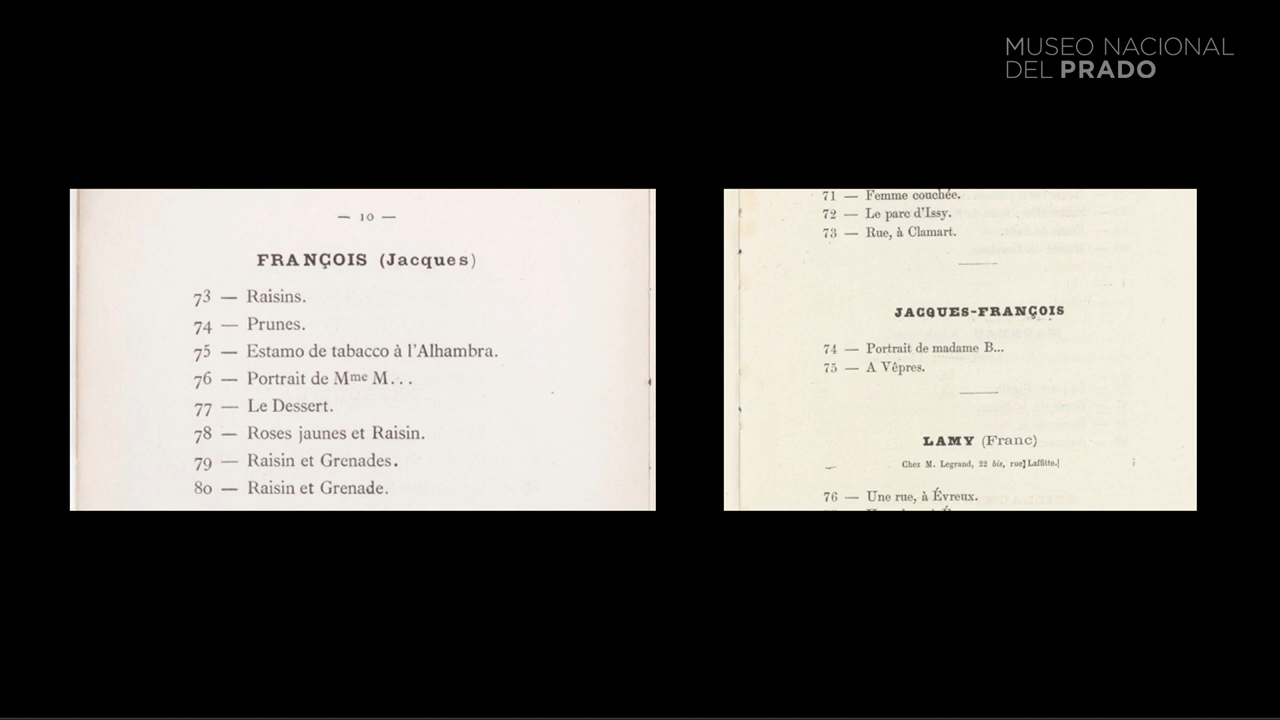 MUSEO NACIONAL
DEL PRADO
— 10 —
FRANÇOIS (Jacques)
73 — Raisins.
74 — Prunes.
75 — Estamo de tabacco à l'Alhambra.
76 — Portrait de Mme M...
77 — Le Dessert.
78 — Roses jaunes et Raisin.
79 — Raisin et Grenades.
80 — Raisin et Grenade.
71 — Femme couchée.
72 — Le parc d'Issy.
73 — Rue, à Clamart.
JACQUES-FRANÇOIS
74 — Portrait de madame B...
75 — A Vêpres.
LAMY (Franc)
Chez M. Legrand, 22 bis, rue Laffitte.
76 — Une rue, à Évreux.